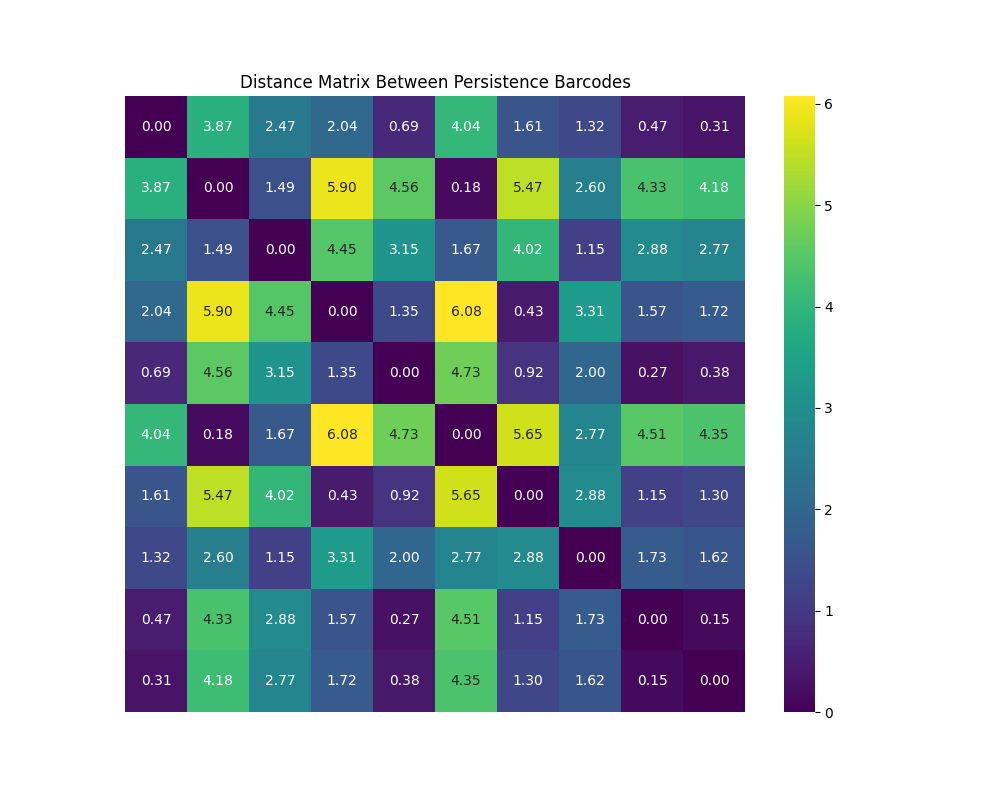 Distance Matrix Between Persistence Barcodes
0.00 3.87 2.47 2.04 0.69 4.04 1.61 1.32 0.47 0.31
3.87 0.00 1.49 5.90 4.56 0.18 5.47 2.60 4.33 4.18
2.47 1.49 0.00 4.45 3.15 1.67 4.02 1.15 2.88 2.77
2.04 5.90 4.45 0.00 1.35 6.08 0.43 3.31 1.57 1.72
0.69 4.56 3.15 1.35 0.00 4.73 0.92 2.00 0.27 0.38
4.04 0.18 1.67 6.08 4.73 0.00 5.65 2.77 4.51 4.35
1.61 5.47 4.02 0.43 0.92 5.65 0.00 2.88 1.15 1.30
1.32 2.60 1.15 3.31 2.00 2.77 2.88 0.00 1.73 1.62
0.47 4.33 2.88 1.57 0.27 4.51 1.15 1.73 0.00 0.15
0.31 4.18 2.77 1.72 0.38 4.35 1.30 1.62 0.15 0.00
6
5
4
3
2
1
0